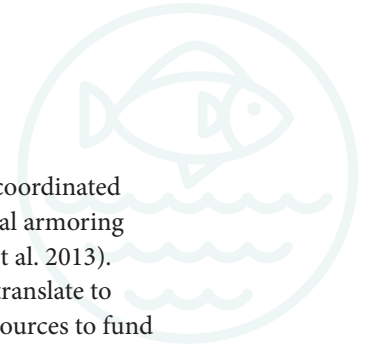 coordinated
al armoring
t al. 2013).
translate to
ources to fund